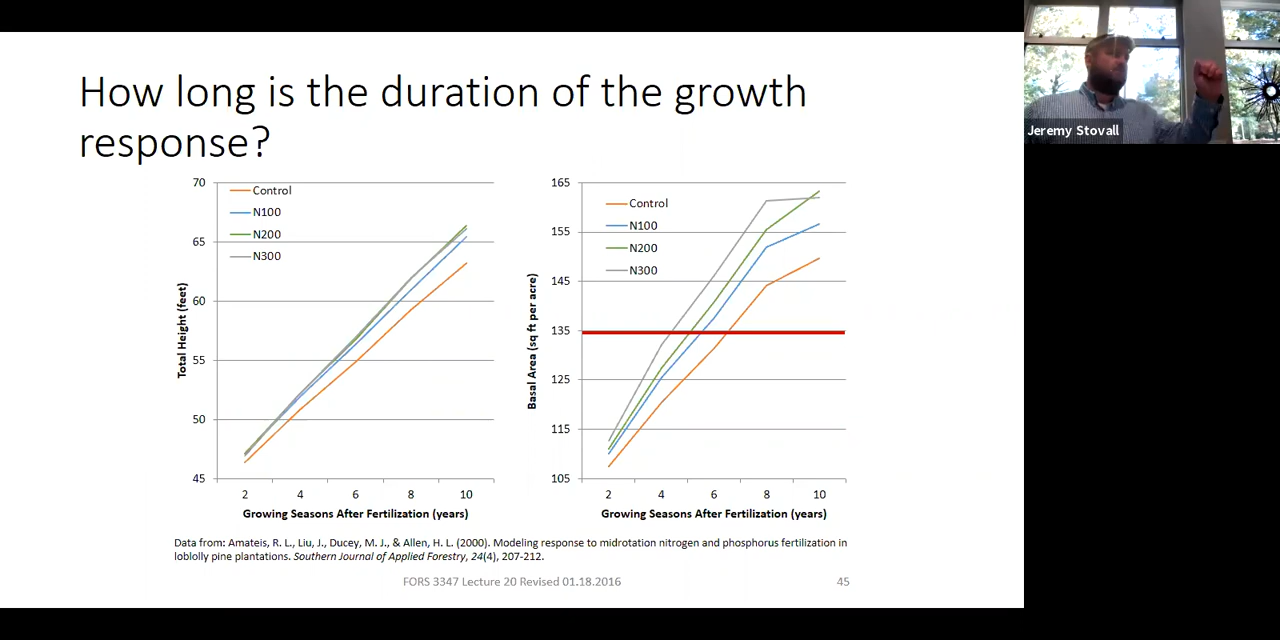 How long is the duration of the growth
response?
70
65
60
55
50
45
Total Height (feet)
Control
N100
N200
N300
2 4 6 8 10
Growing Seasons After Fertilization (years)
165
155
145
135
125
115
105
Basal Area (sq ft per acre)
Control
N100
N200
N300
2 4 6 8 10
Growing Seasons After Fertilization (years)
Data from: Amateis, R. L., Liu, J., Ducey, M. J., & Allen, H. L. (2000). Modeling response to midrotation nitrogen and phosphorus fertilization in
loblolly pine plantations. Southern Journal of Applied Forestry, 24(4), 207-212.
FORS 3347 Lecture 20 Revised 01.18.2016
45
Jeremy Stovall